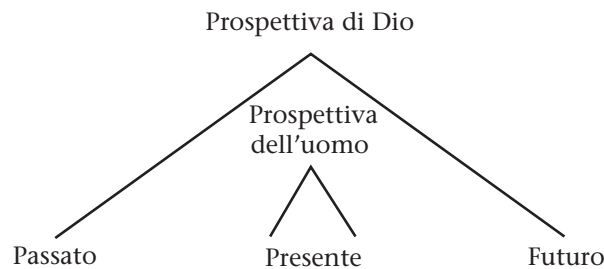 Prospettiva di Dio
Prospettiva
dell’uomo
Passato Presente Futuro